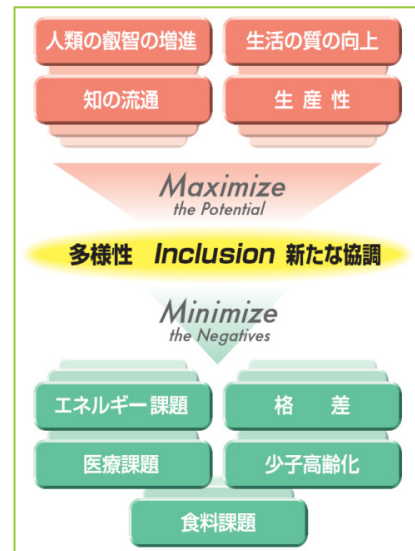 人類の叡智の増進
生活の質の向上
知の流通
生産性
Maximize
the Potential
多様性 Inclusion 新たな協調
Minimize
the Negatives
エネルギー課題
格 差
医療課題
少子高齢化
食料課題